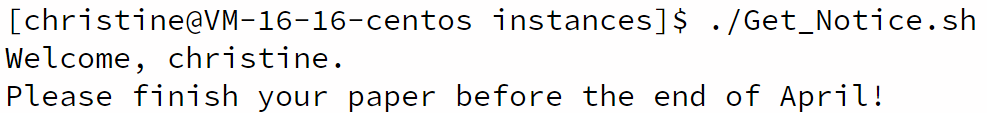 [christine@VM-16-16-centos instances]$ ./Get_Notice.sh
Welcome, christine.
Please finish your paper before the end of April!